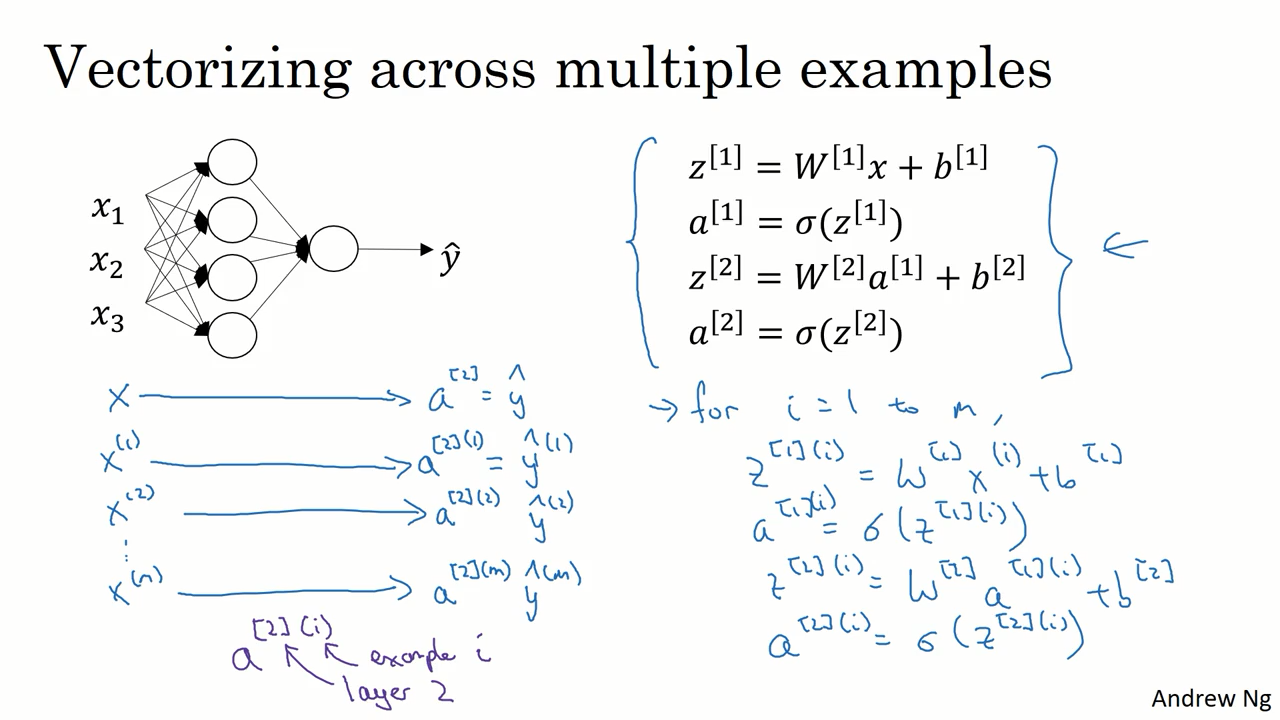 Vectorizing across multiple examples
x₁
x₂
x₃
ŷ
z^[1] = W^[1]x + b^[1]
a^[1] = σ(z^[1])
z^[2] = W^[2]a^[1] + b^[2]
a^[2] = σ(z^[2])
←
x → a^[2] = ŷ
x^(1) → a^[2](1) = ŷ^(1)
x^(2) → a^[2](2) ŷ^(2)
⋮
x^(m) → a^[2](m) ŷ^(m)
a^[2](i)
example i
layer 2
→ for i = 1 to m,
z^[1](i) = W^[1] x^(i) + b^[1]
a^[1](i) = σ(z^[1](i))
z^[2](i) = W^[2] a^[1](i) + b^[2]
a^[2](i) = σ(z^[2](i))
Andrew Ng